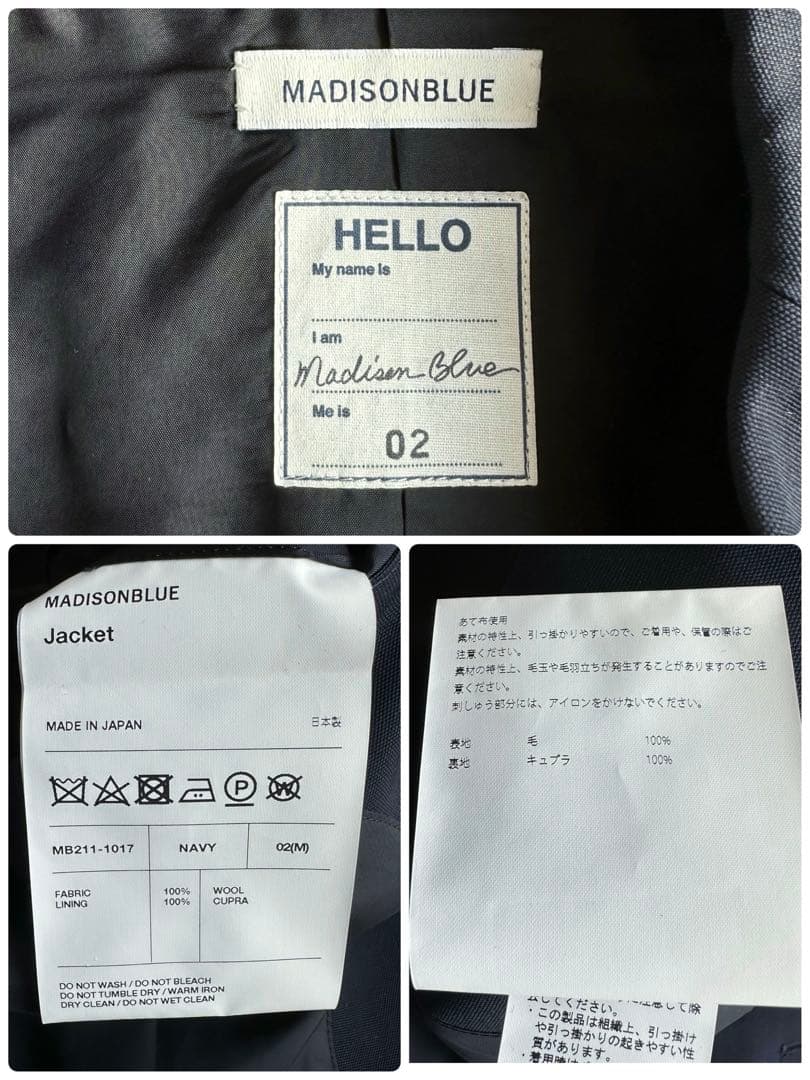 MADISONBLUE
HELLO
My name is
I am
Madison Blue
Me is
02
MADISONBLUE
Jacket
MADE IN JAPAN 日本製
P W
MB211-1017 NAVY 02(M)
FABRIC 100% WOOL
LINING 100% CUPRA
DO NOT WASH / DO NOT BLEACH
DO NOT TUMBLE DRY / WARM IRON
DRY CLEAN / DO NOT WET CLEAN
あて布使用
素材の特性上、引っ掛かりやすいので、ご着用や、保管の際はご
注意ください。
素材の特性上、毛玉や毛羽立ちが発生することがありますのでご注
意ください。
刺しゅう部分には、アイロンをかけないでください。
表地 毛 100%
裏地 キュプラ 100%
してください。
・この製品は組織上、引っ掛け
や引っ掛かりの起きやすい性
質があります。